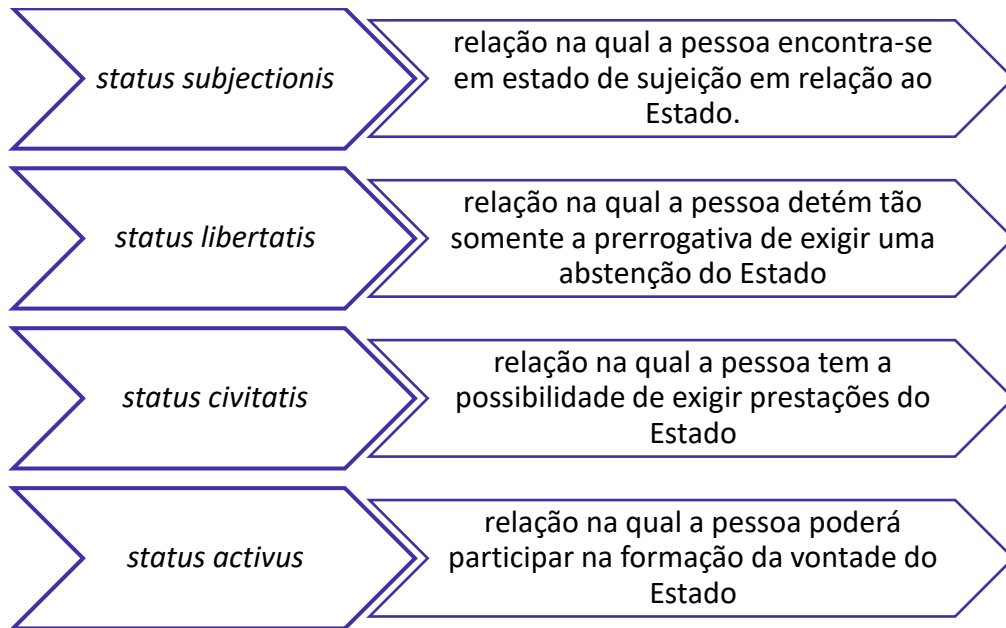 status subjectionis
relação na qual a pessoa encontra-se
em estado de sujeição em relação ao
Estado.
status libertatis
relação na qual a pessoa detém tão
somente a prerrogativa de exigir uma
abstenção do Estado
status civitatis
relação na qual a pessoa tem a
possibilidade de exigir prestações do
Estado
status activus
relação na qual a pessoa poderá
participar na formação da vontade do
Estado